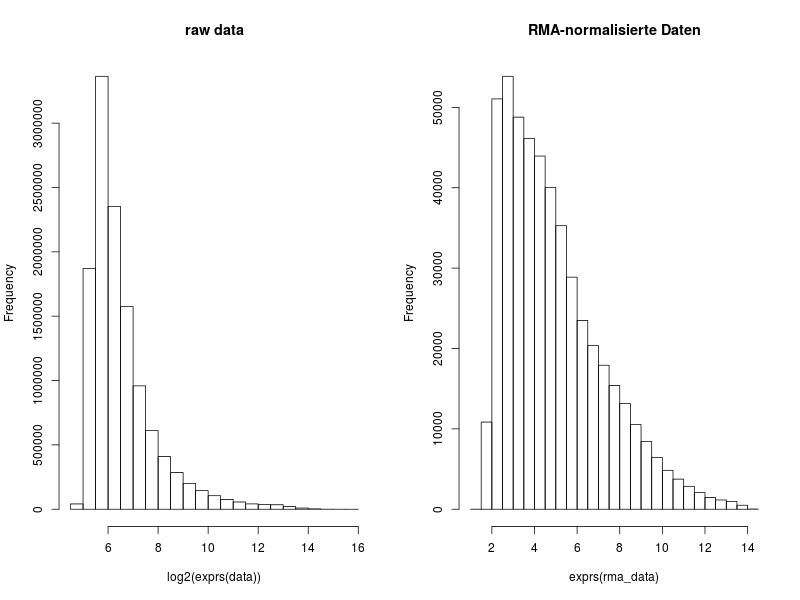 raw data
Frequency
3000000
2500000
2000000
1500000
1000000
500000
0
6 8 10 12 14 16
log2(exprs(data))
RMA-normalisierte Daten
Frequency
50000
40000
30000
20000
10000
0
2 4 6 8 10 12 14
exprs(rma_data)